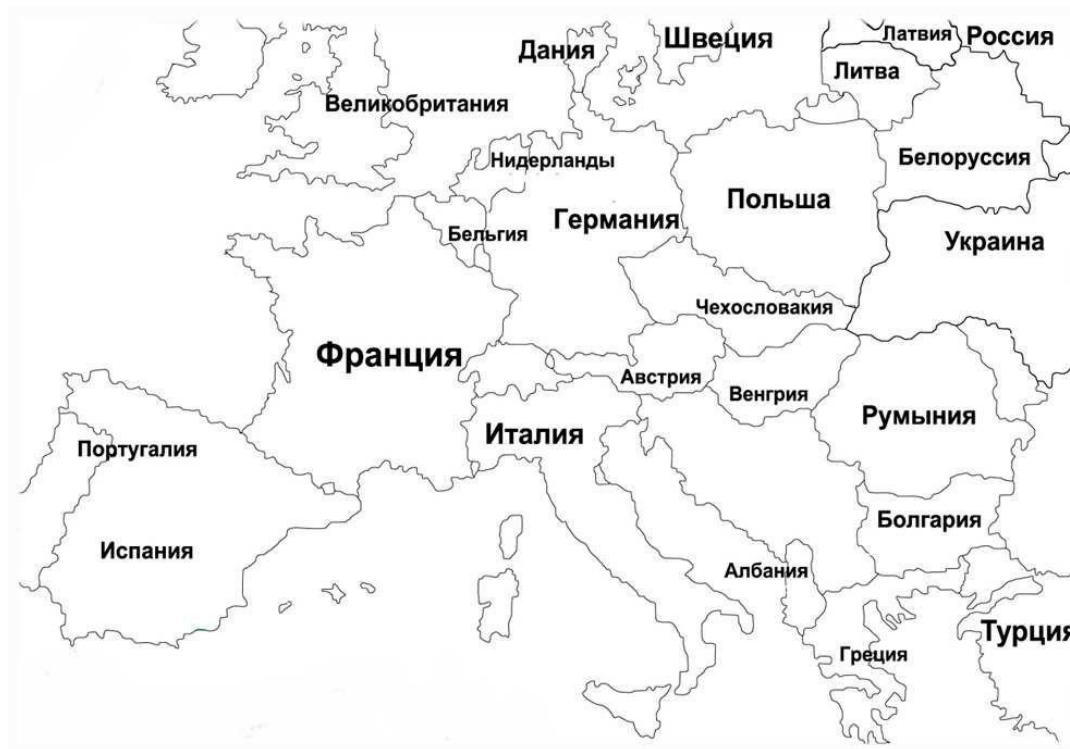 Латвия
Россия
Дания
Швеция
Литва
Великобритания
Нидерланды
Белоруссия
Польша
Германия
Бельгия
Украина
Чехословакия
Франция
Австрия
Венгрия
Румыния
Италия
Португалия
Болгария
Испания
Албания
Турция
Греция